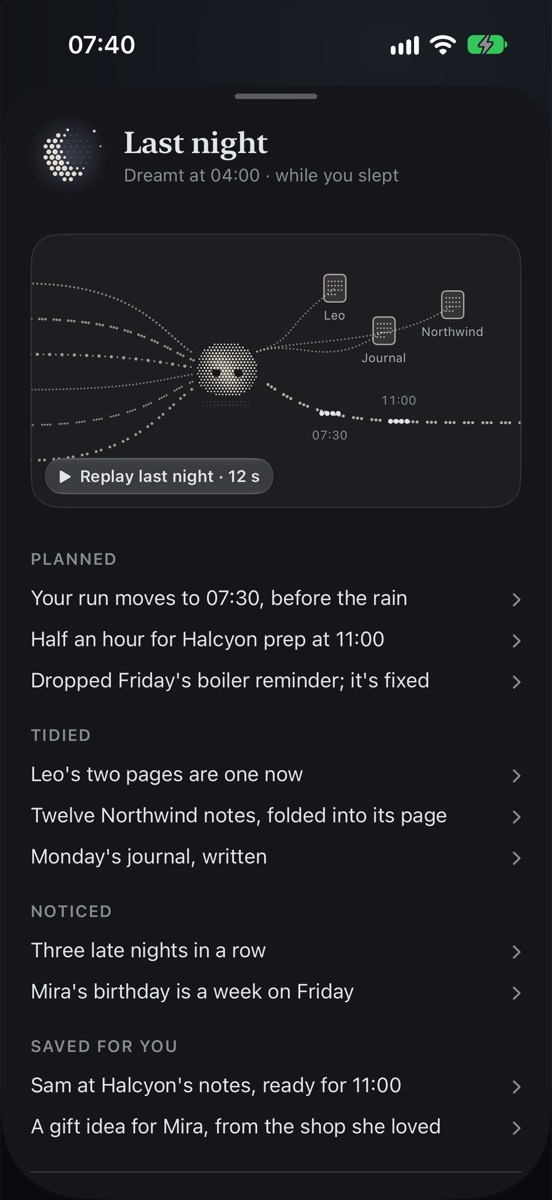 07:40
Last night
Dreamt at 04:00 · while you slept
Leo
Northwind
Journal
11:00
07:30
Replay last night · 12 s
PLANNED
Your run moves to 07:30, before the rain
Half an hour for Halcyon prep at 11:00
Dropped Friday's boiler reminder; it's fixed
TIDIED
Leo's two pages are one now
Twelve Northwind notes, folded into its page
Monday's journal, written
NOTICED
Three late nights in a row
Mira's birthday is a week on Friday
SAVED FOR YOU
Sam at Halcyon's notes, ready for 11:00
A gift idea for Mira, from the shop she loved